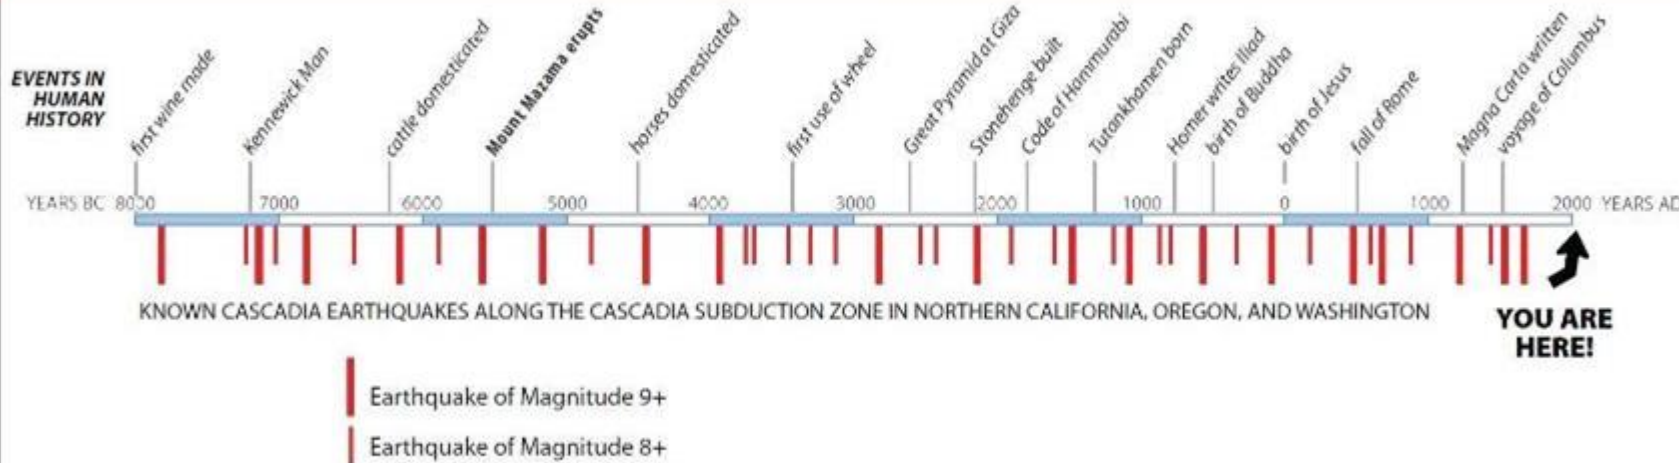 EVENTS IN
HUMAN
HISTORY
first wine made
Kennewick Man
cattle domesticated
Mount Mazama erupts
horses domesticated
first use of wheel
Great Pyramid at Giza
Stonehenge built
Code of Hammurabi
Tutankhamen born
Homer writes Iliad
birth of Buddha
birth of Jesus
fall of Rome
Magna Carta written
voyage of Columbus
YEARS BC 8000 7000 6000 5000 4000 3000 2000 1000 0 1000 2000 YEARS AD
KNOWN CASCADIA EARTHQUAKES ALONG THE CASCADIA SUBDUCTION ZONE IN NORTHERN CALIFORNIA, OREGON, AND WASHINGTON
YOU ARE
HERE!
Earthquake of Magnitude 9+
Earthquake of Magnitude 8+